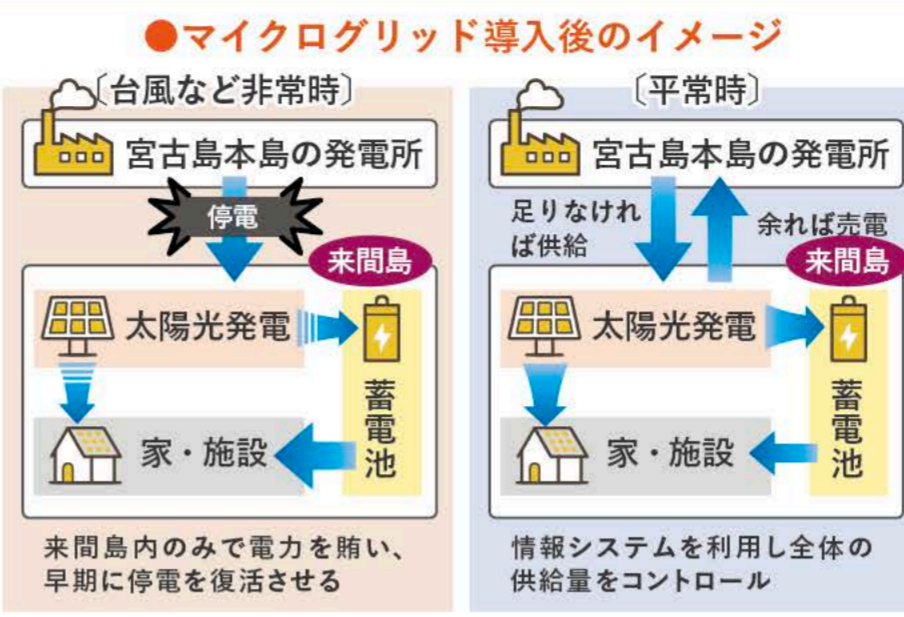 ●マイクログリッド導入後のイメージ
〔台風など非常時〕
宮古島本島の発電所
停電
来間島
太陽光発電
蓄電池
家・施設
来間島内のみで電力を賄い、
早期に停電を復活させる
〔平常時〕
宮古島本島の発電所
足りなけれ
ば供給
余れば売電
来間島
太陽光発電
蓄電池
家・施設
情報システムを利用し全体の
供給量をコントロール